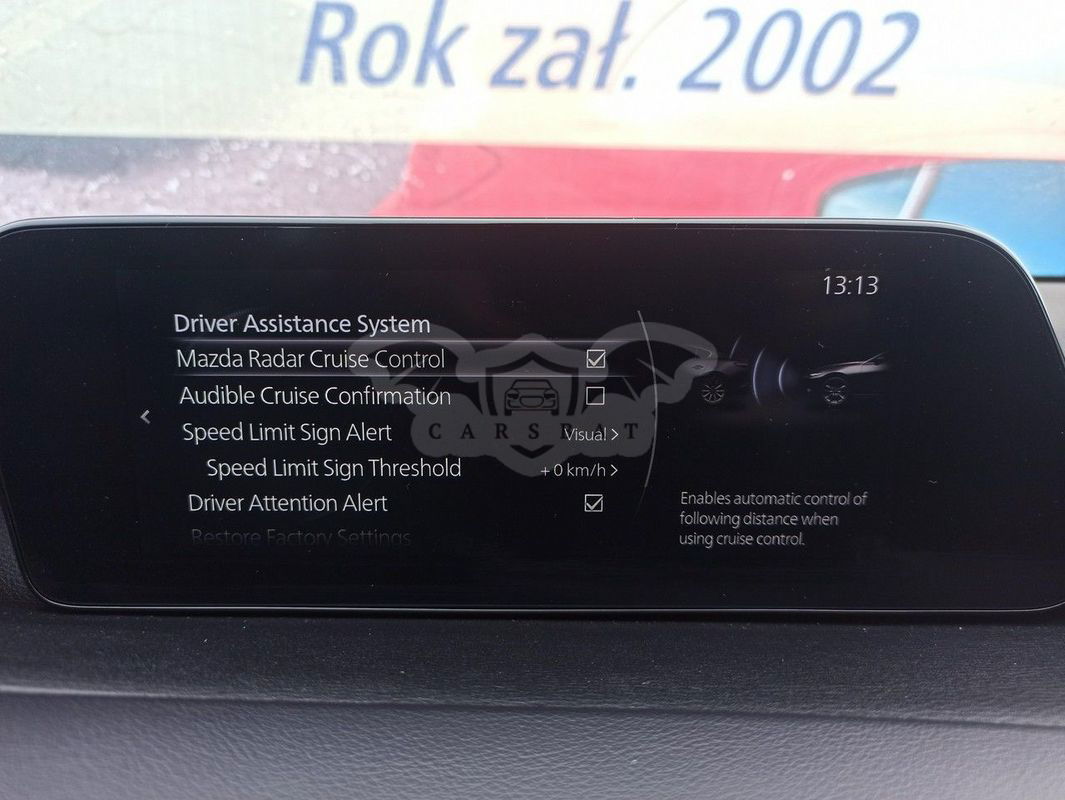 Rok zał. 2002
13:13
Driver Assistance System
Mazda Radar Cruise Control
Audible Cruise Confirmation
Speed Limit Sign Alert Visual >
Speed Limit Sign Threshold +0 km/h >
Driver Attention Alert
Restore Factory Settings
Enables automatic control of
following distance when
using cruise control.
CARSBAT